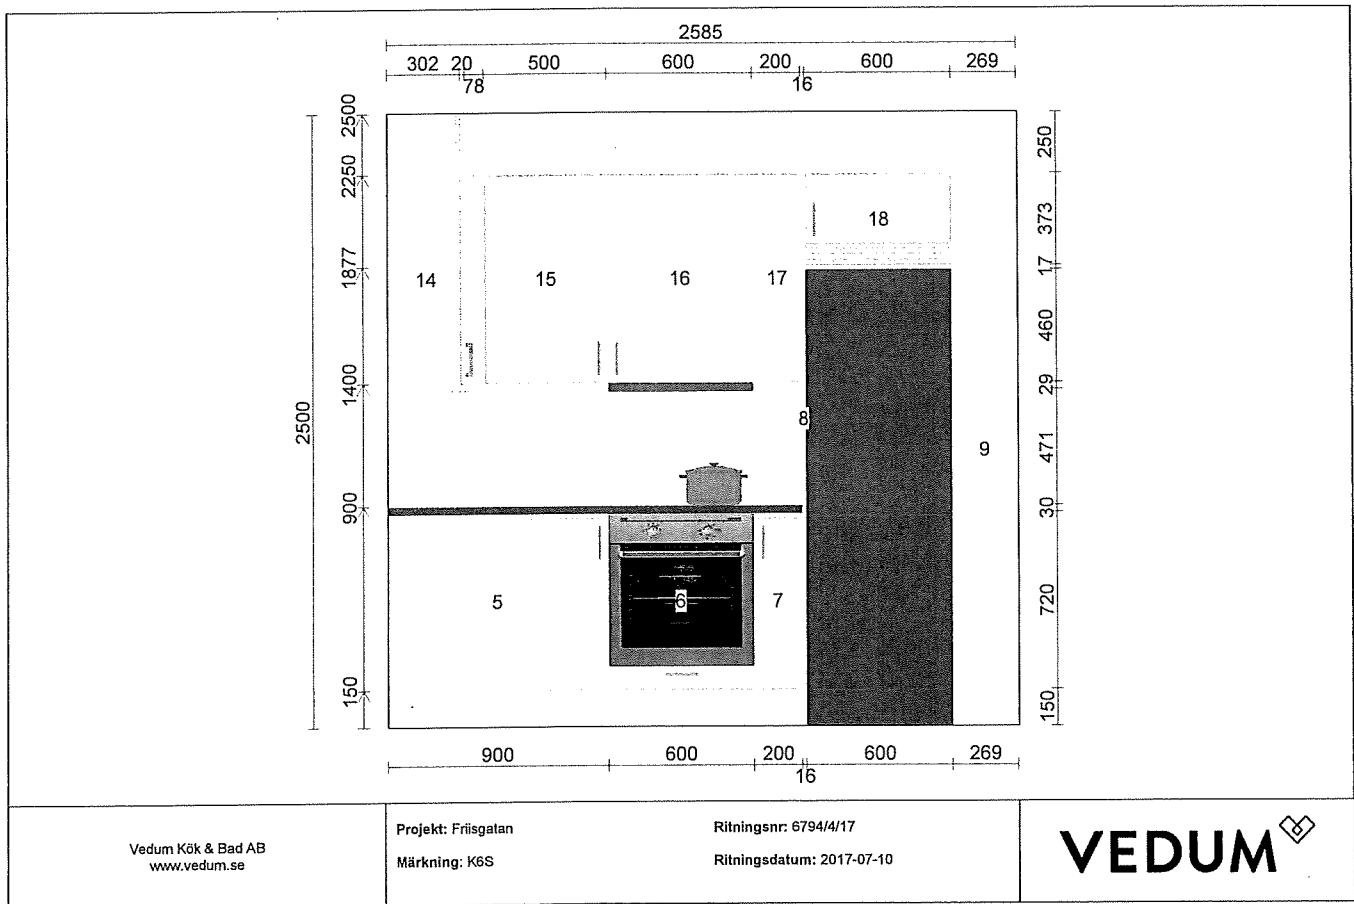 2585
302 20 500 600 200 600 269
78 16
2500
2250
1877
1400
900
150
2500
250
373
17
460
29
471
30
720
150
18
14 15 16 17
8
9
5 6 7
900 600 200 600 269
16
Vedum Kök & Bad AB
www.vedum.se
Projekt: Friisgatan
Märkning: K6S
Ritningsnr: 6794/4/17
Ritningsdatum: 2017-07-10
VEDUM